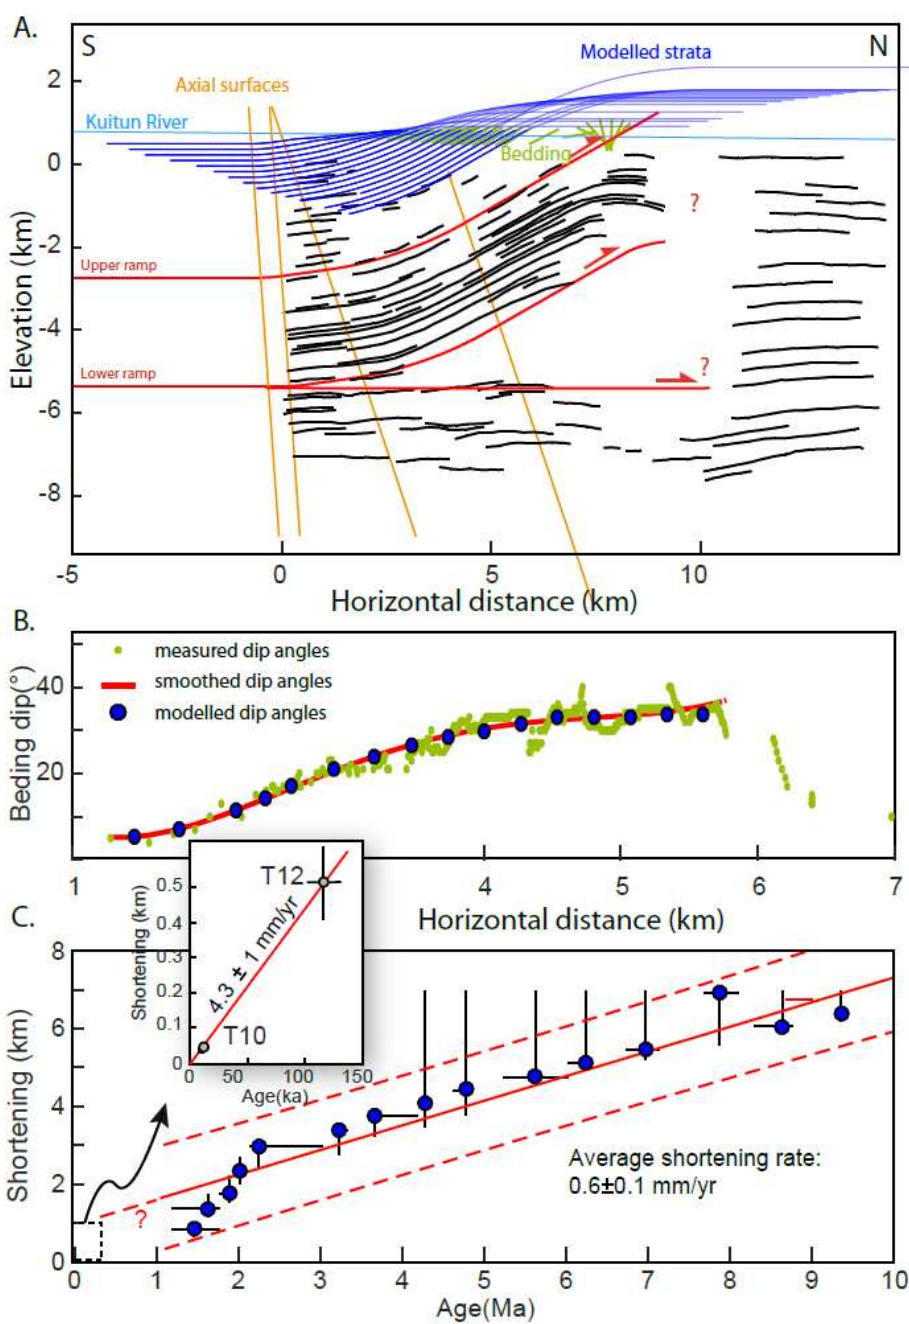 A.
S
N
Modelled strata
Axial surfaces
Kuitun River
Bedding
?
Upper ramp
Lower ramp
?
2
0
-2
-4
-6
-8
Elevation (km)
-5
0
5
10
Horizontal distance (km)
B.
measured dip angles
smoothed dip angles
modelled dip angles
40
20
Beding dip(°)
1
4
5
6
7
Horizontal distance (km)
T12
4.3 ± 1 mm/yr
T10
0.5
0.4
0.3
0.2
0.1
0
Shortening (km)
0
50
100
150
Age(ka)
C.
8
6
4
2
0
Shortening (km)
?
Average shortening rate:
0.6±0.1 mm/yr
0
1
2
3
4
5
6
7
8
9
10
Age(Ma)